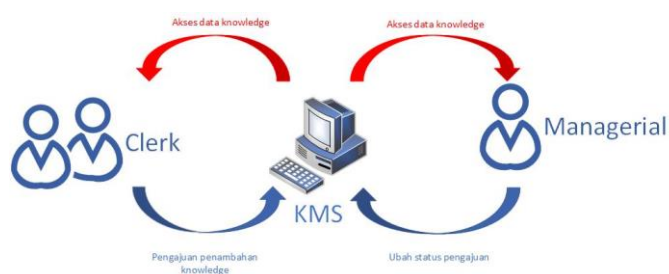 Akses data knowledge
Akses data knowledge
Clerk
Managerial
KMS
Pengajuan penambahan
knowledge
Ubah status pengajuan